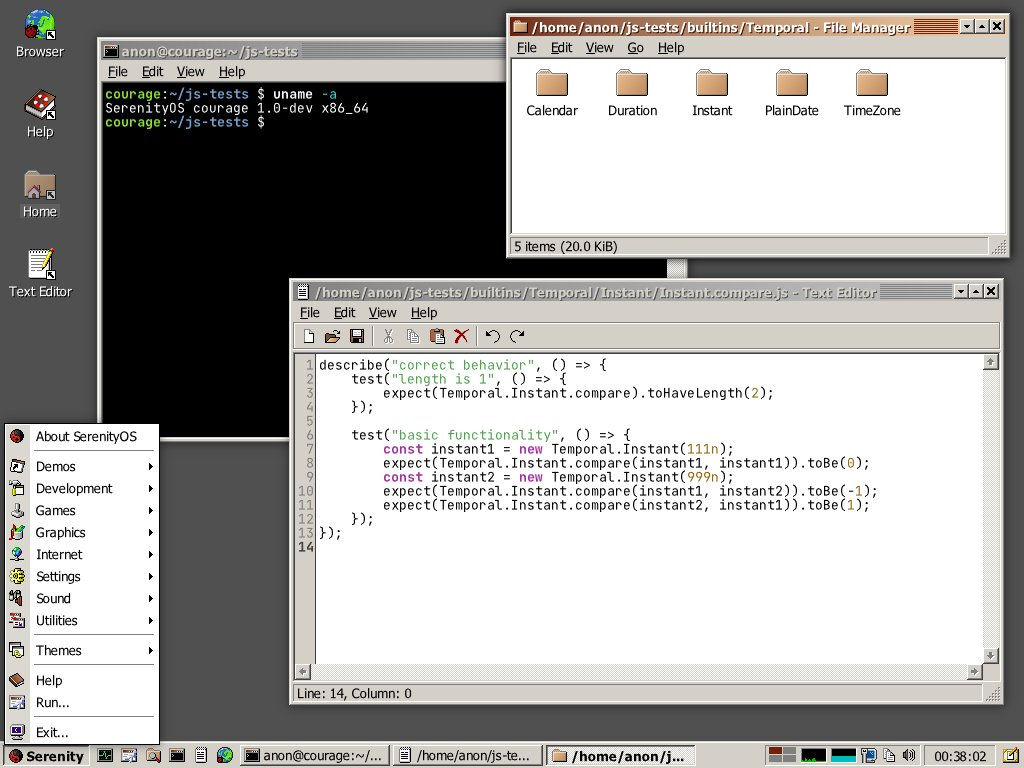 Browser
Help
Home
Text Editor
anon@courage:~/js-tests
File Edit View Help
courage:~/js-tests $ uname -a
SerenityOS courage 1.0-dev x86_64
courage:~/js-tests $
/home/anon/js-tests/builtins/Temporal - File Manager
File Edit View Go Help
Calendar Duration Instant PlainDate TimeZone
5 items (20.0 KiB)
/home/anon/js-tests/builtins/Temporal/Instant/Instant.compare.js - Text Editor
File Edit View Help
1 describe("correct behavior", () => {
2     test("length is 1", () => {
3         expect(Temporal.Instant.compare).toHaveLength(2);
4     });
5
6     test("basic functionality", () => {
7         const instant1 = new Temporal.Instant(111n);
8         expect(Temporal.Instant.compare(instant1, instant1)).toBe(0);
9         const instant2 = new Temporal.Instant(999n);
10         expect(Temporal.Instant.compare(instant1, instant2)).toBe(-1);
11         expect(Temporal.Instant.compare(instant2, instant1)).toBe(1);
12     });
13 });
14
Line: 14, Column: 0
About SerenityOS
Demos
Development
Games
Graphics
Internet
Settings
Sound
Utilities
Themes
Help
Run...
Exit...
Serenity anon@courage:~/... /home/anon/js-te... /home/anon/j... 00:38:02